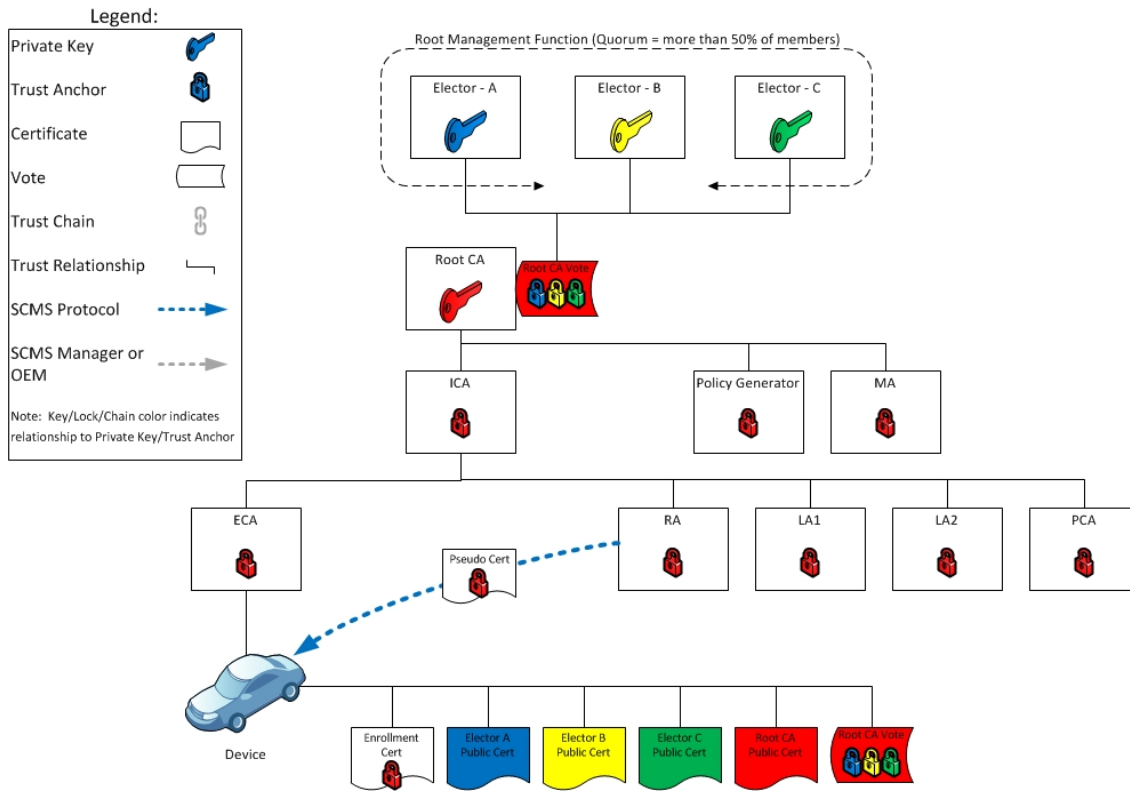 Legend:
Private Key
Trust Anchor
Certificate
Vote
Trust Chain
Trust Relationship
SCMS Protocol
SCMS Manager or
OEM
Note: Key/Lock/Chain color indicates
relationship to Private Key/Trust Anchor
Root Management Function (Quorum = more than 50% of members)
Elector - A
Elector - B
Elector - C
Root CA
Root CA Vote
ICA
Policy Generator
MA
ECA
RA
LA1
LA2
PCA
Pseudo Cert
Device
Enrollment
Cert
Elector A
Public Cert
Elector B
Public Cert
Elector C
Public Cert
Root CA
Public Cert
Root CA Vote